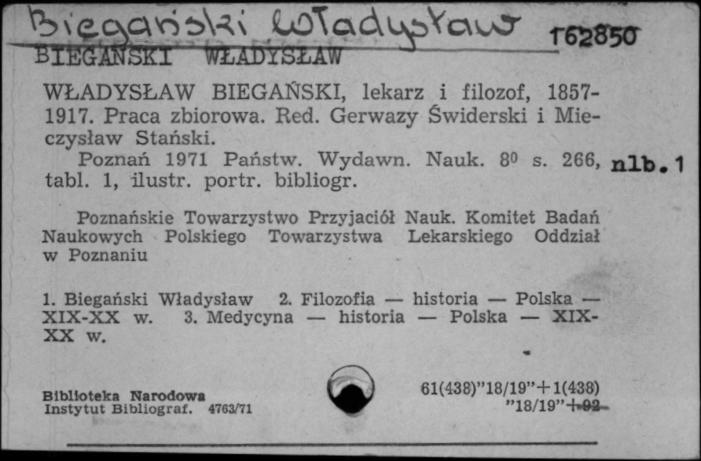 Biegański Władysław
162850
BIEGAŃSKI WŁADYSŁAW
WŁADYSŁAW BIEGAŃSKI, lekarz i filozof, 1857-
1917. Praca zbiorowa. Red. Gerwazy Świderski i Mie-
czysław Stański.
Poznań 1971 Państw. Wydawn. Nauk. 8⁰ s. 266, nlb. 1
tabl. 1, ilustr. portr. bibliogr.
Poznańskie Towarzystwo Przyjaciół Nauk. Komitet Badań
Naukowych Polskiego Towarzystwa Lekarskiego Oddział
w Poznaniu
1. Biegański Władysław 2. Filozofia — historia — Polska —
XIX-XX w. 3. Medycyna — historia — Polska — XIX-
XX w.
Biblioteka Narodowa
Instytut Bibliograf. 4763/71
61(438)"18/19"+1(438)
"18/19"+92